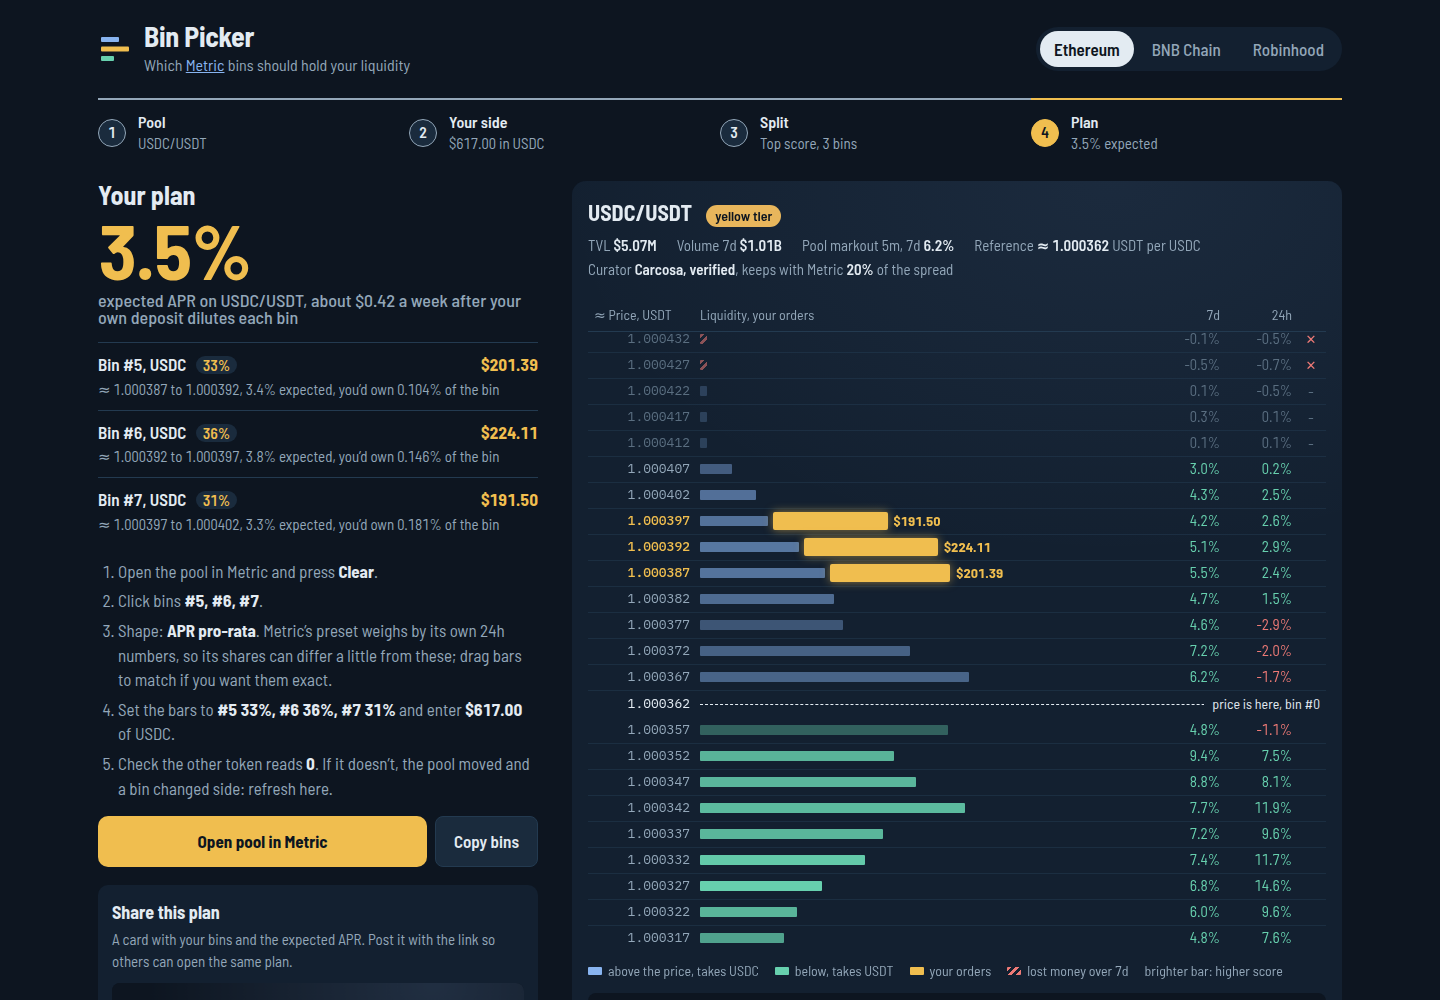 Bin Picker
Which Metric bins should hold your liquidity
Ethereum BNB Chain Robinhood
1 Pool
USDC/USDT
2 Your side
$617.00 in USDC
3 Split
Top score, 3 bins
4 Plan
3.5% expected
Your plan
3.5%
expected APR on USDC/USDT, about $0.42 a week after your
own deposit dilutes each bin
Bin #5, USDC 33% $201.39
≈ 1.000387 to 1.000392, 3.4% expected, you'd own 0.104% of the bin
Bin #6, USDC 36% $224.11
≈ 1.000392 to 1.000397, 3.8% expected, you'd own 0.146% of the bin
Bin #7, USDC 31% $191.50
≈ 1.000397 to 1.000402, 3.3% expected, you'd own 0.181% of the bin
1. Open the pool in Metric and press Clear.
2. Click bins #5, #6, #7.
3. Shape: APR pro-rata. Metric's preset weighs by its own 24h
numbers, so its shares can differ a little from these; drag bars
to match if you want them exact.
4. Set the bars to #5 33%, #6 36%, #7 31% and enter $617.00
of USDC.
5. Check the other token reads 0. If it doesn't, the pool moved and
a bin changed side: refresh here.
Open pool in Metric Copy bins
Share this plan
A card with your bins and the expected APR. Post it with the link so
others can open the same plan.
USDC/USDT yellow tier
TVL $5.07M Volume 7d $1.01B Pool markout 5m, 7d 6.2% Reference ≈ 1.000362 USDT per USDC
Curator Carcosa, verified, keeps with Metric 20% of the spread
≈ Price, USDT Liquidity, your orders 7d 24h
1.000432 -0.1% -0.5% ×
1.000427 -0.5% -0.7% ×
1.000422 0.1% -0.5% -
1.000417 0.3% 0.1% -
1.000412 0.1% 0.1% -
1.000407 3.0% 0.2%
1.000402 4.3% 2.5%
1.000397 $191.50 4.2% 2.6%
1.000392 $224.11 5.1% 2.9%
1.000387 $201.39 5.5% 2.4%
1.000382 4.7% 1.5%
1.000377 4.6% -2.9%
1.000372 7.2% -2.0%
1.000367 6.2% -1.7%
1.000362 price is here, bin #0
1.000357 4.8% -1.1%
1.000352 9.4% 7.5%
1.000347 8.8% 8.1%
1.000342 7.7% 11.9%
1.000337 7.2% 9.6%
1.000332 7.4% 11.7%
1.000327 6.8% 14.6%
1.000322 6.0% 9.6%
1.000317 4.8% 7.6%
above the price, takes USDC below, takes USDT your orders lost money over 7d brighter bar: higher score